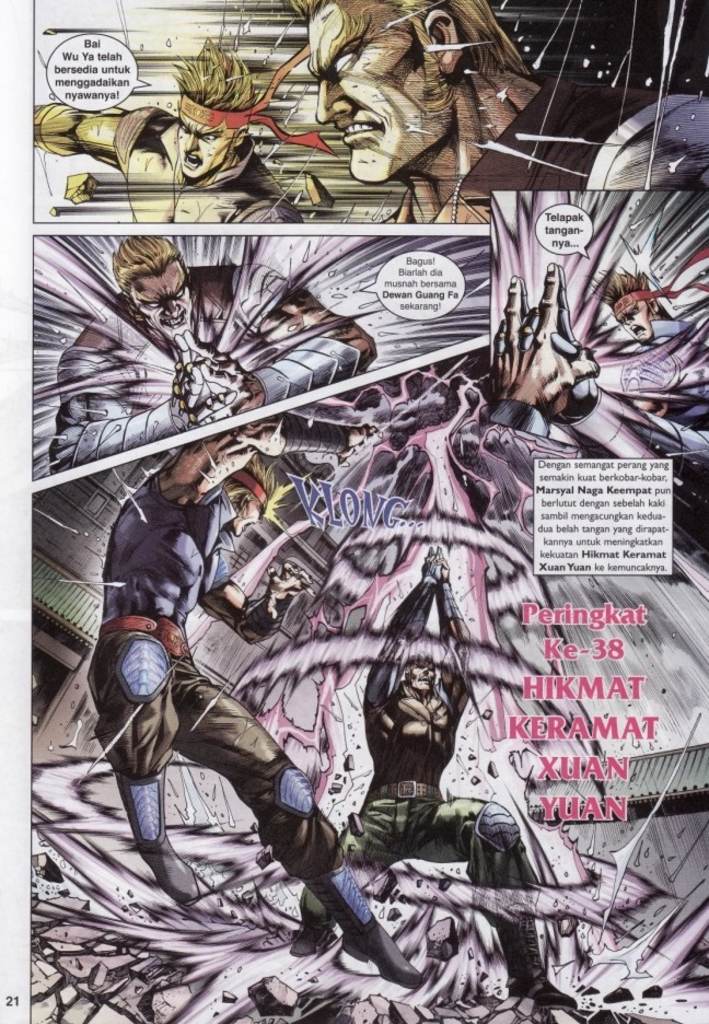 Bai
Wu Ya telah
bersedia untuk
menggadaikan
nyawanya!
Telapak
tangan-
nya...
Bagus!
Biarlah dia
musnah bersama
Dewan Guang Fa
sekarang!
KLONG...
Dengan semangat perang yang
semakin kuat berkobar-kobar,
Marsyal Naga Keempat pun
berlutut dengan sebelah kaki
sambil mengacungkan kedua-
dua belah tangan yang dirapat-
kannya untuk meningkatkan
kekuatan Hikmat Keramat
Xuan Yuan ke kemuncaknya.
Peringkat
Ke-38
HIKMAT
KERAMAT
XUAN
YUAN
21